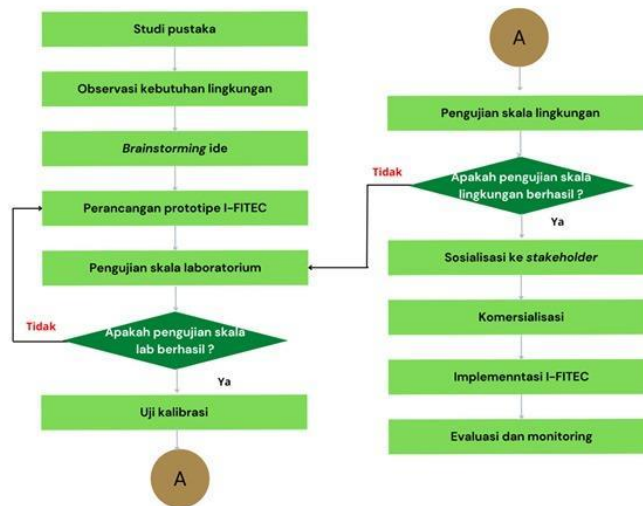 Studi pustaka
Observasi kebutuhan lingkungan
Brainstorming ide
Perancangan prototipe I-FITEC
Pengujian skala laboratorium
Tidak
Apakah pengujian skala
lab berhasil ?
Ya
Uji kalibrasi
A
A
Pengujian skala lingkungan
Tidak
Apakah pengujian skala
lingkungan berhasil ?
Ya
Sosialisasi ke stakeholder
Komersialisasi
Implemenntasi I-FITEC
Evaluasi dan monitoring